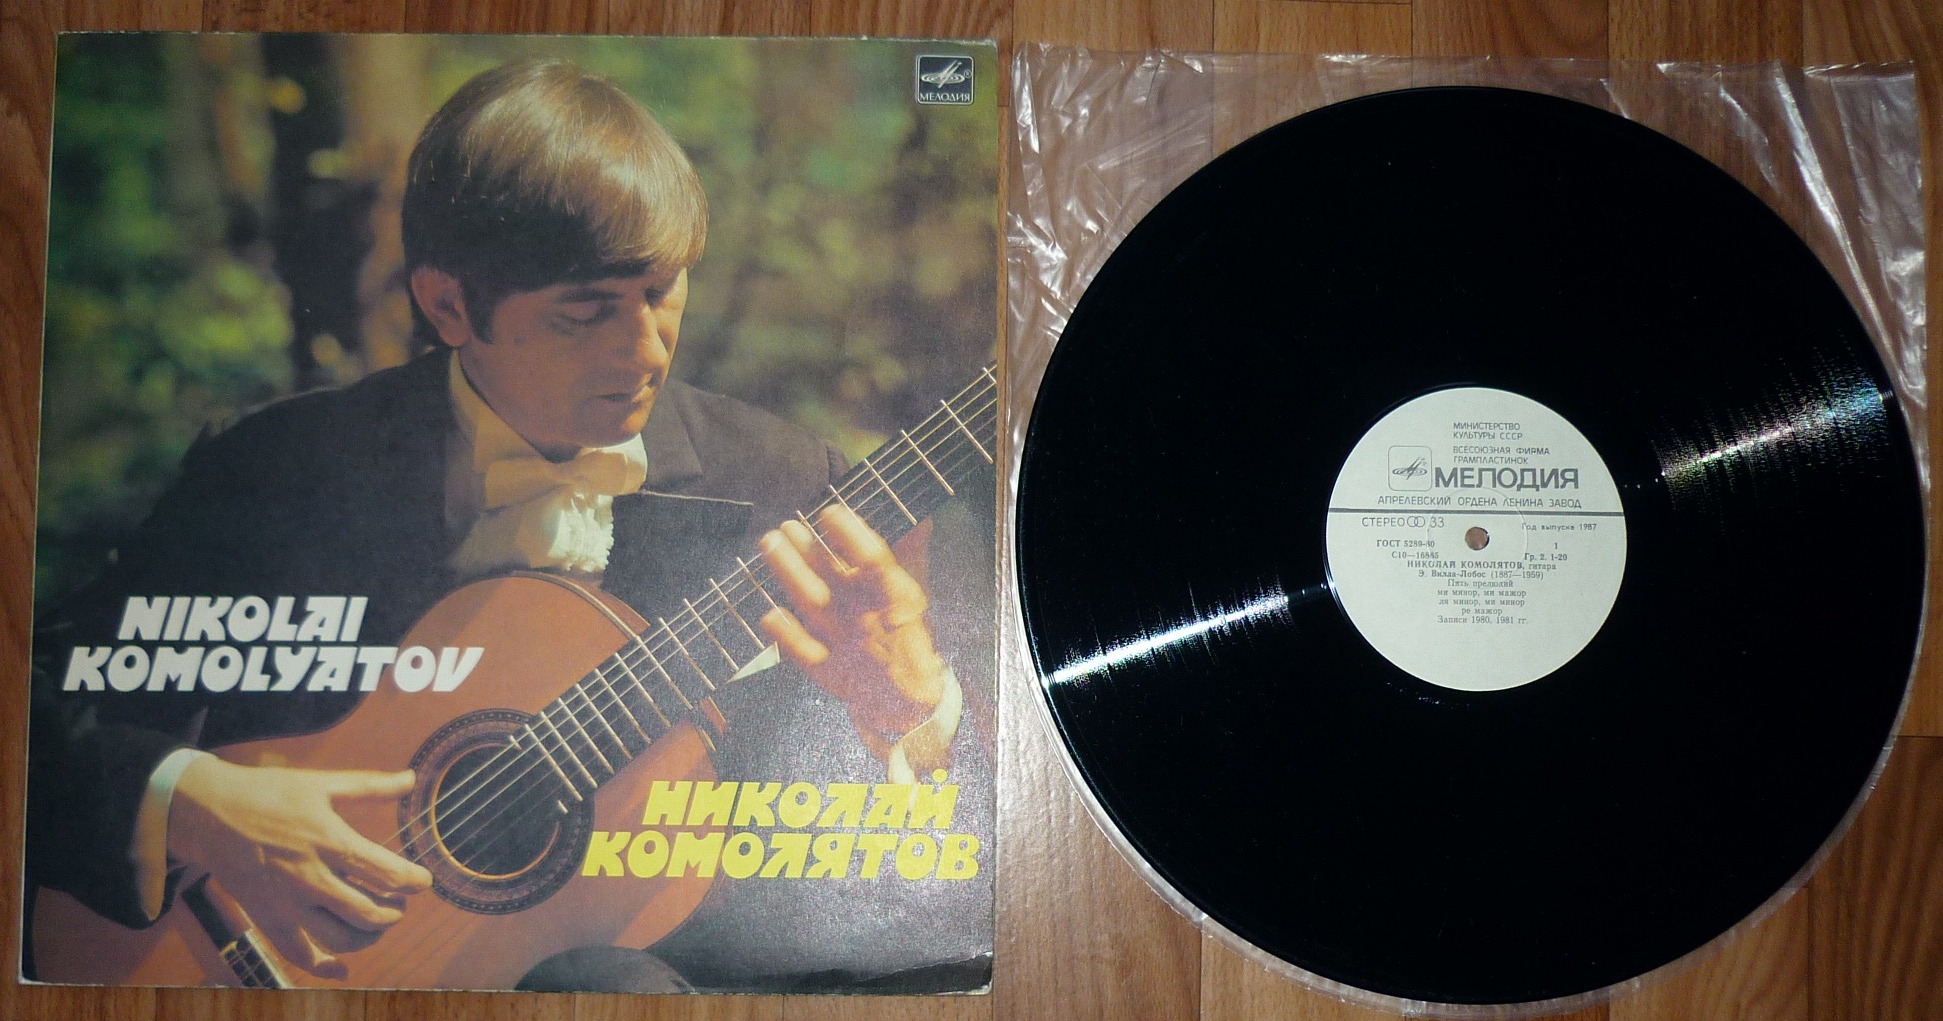 МЕЛОДИЯ
NIKOLAI
KOMOLYATOV
НИКОЛАЙ
КОМОЛЯТОВ
МИНИСТЕРСТВО
КУЛЬТУРЫ СССР
ВСЕСОЮЗНАЯ ФИРМА
ГРАМПЛАСТИНОК
МЕЛОДИЯ
АПРЕЛЕВСКИЙ ОРДЕНА ЛЕНИНА ЗАВОД
СТЕРЕО 33
Год выпуска 1987
ГОСТ 5289-80
1
С10—16885
Гр. 2. 1-20
НИКОЛАЙ КОМОЛЯТОВ, гитара
Э. Вилла-Лобос (1887—1959)
Пять прелюдий
ми минор, ми мажор
ля минор, ми минор
ре мажор
Записи 1980, 1981 гг.